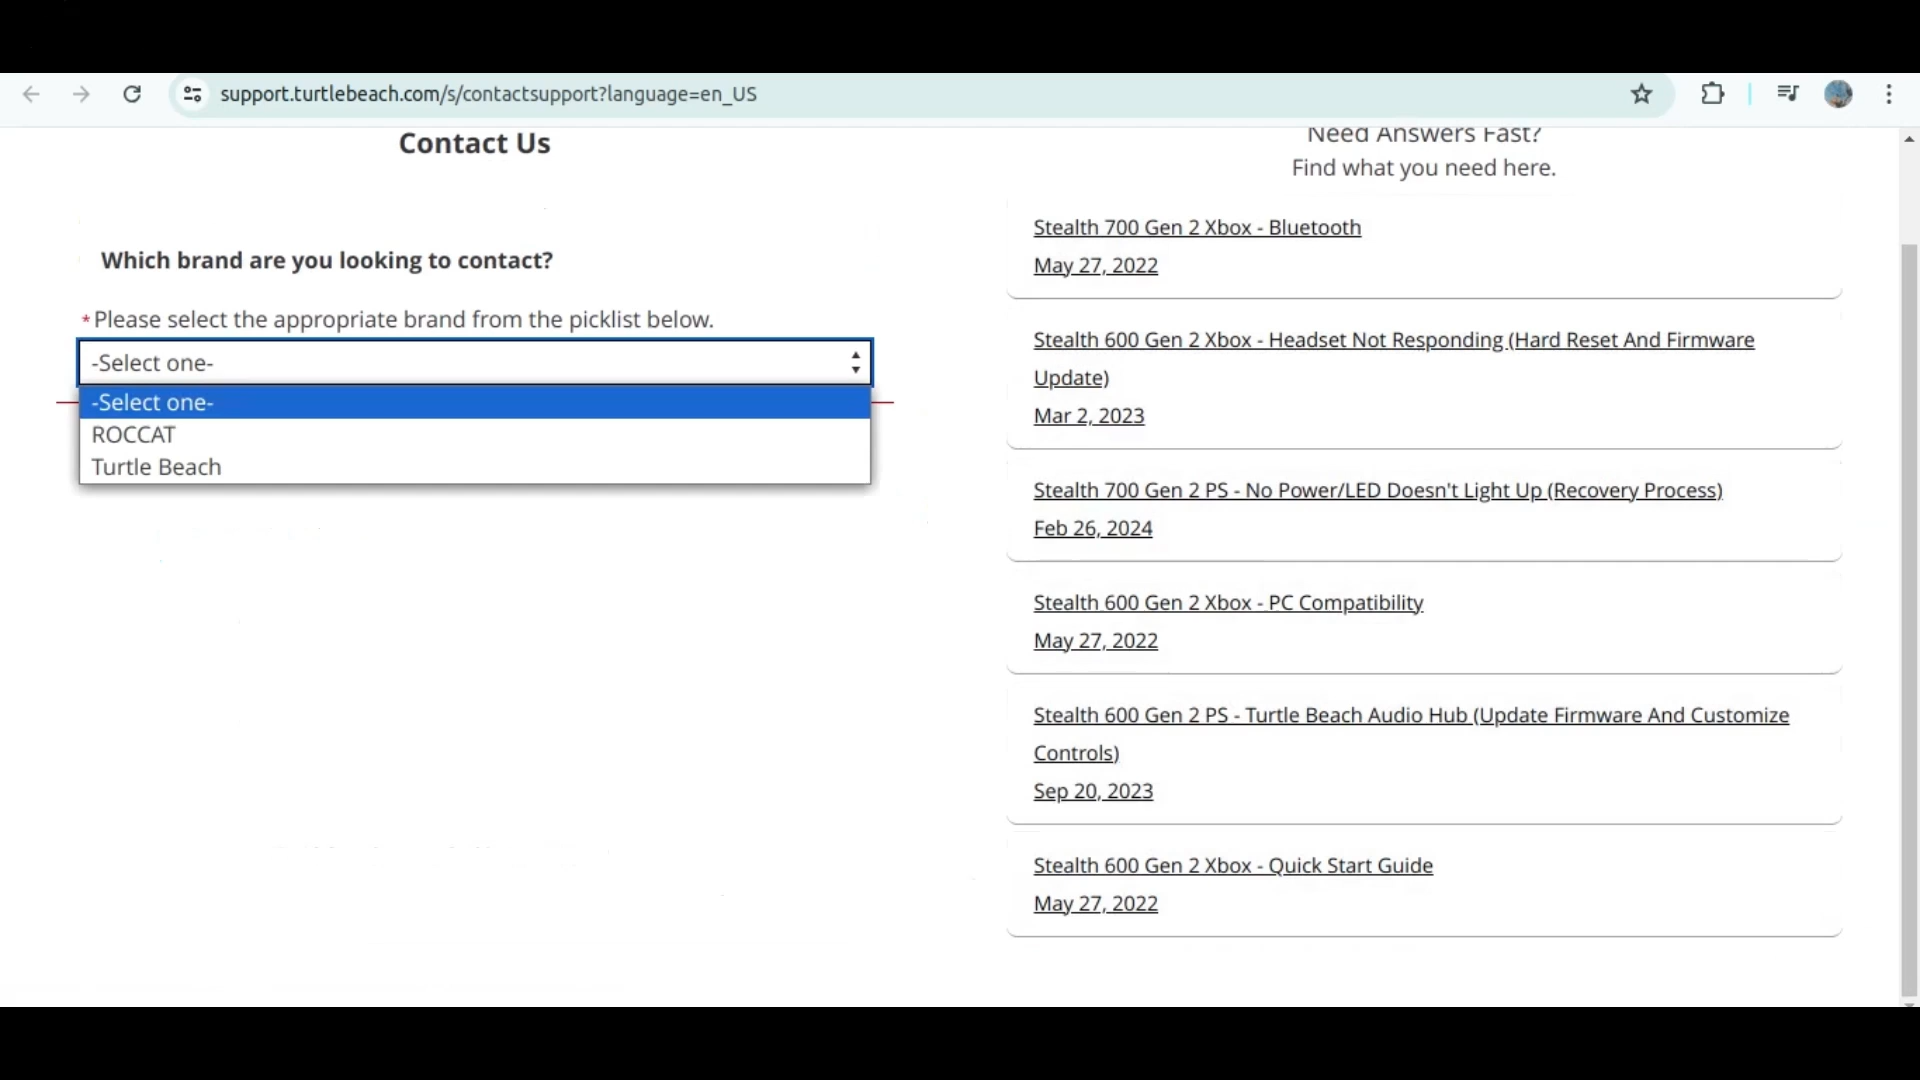 support.turtlebeach.com/s/contactsupport?language=en_US
Contact Us
Which brand are you looking to contact?
*Please select the appropriate brand from the picklist below.
-Select one-
-Select one-
ROCCAT
Turtle Beach
Need Answers Fast?
Find what you need here.
Stealth 700 Gen 2 Xbox - Bluetooth
May 27, 2022
Stealth 600 Gen 2 Xbox - Headset Not Responding (Hard Reset And Firmware
Update)
Mar 2, 2023
Stealth 700 Gen 2 PS - No Power/LED Doesn't Light Up (Recovery Process)
Feb 26, 2024
Stealth 600 Gen 2 Xbox - PC Compatibility
May 27, 2022
Stealth 600 Gen 2 PS - Turtle Beach Audio Hub (Update Firmware And Customize
Controls)
Sep 20, 2023
Stealth 600 Gen 2 Xbox - Quick Start Guide
May 27, 2022